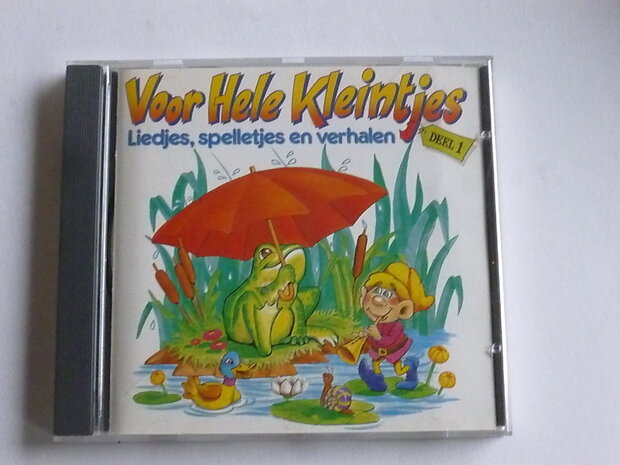 Voor Hele Kleintjes
Liedjes, spelletjes en verhalen
DEEL 1